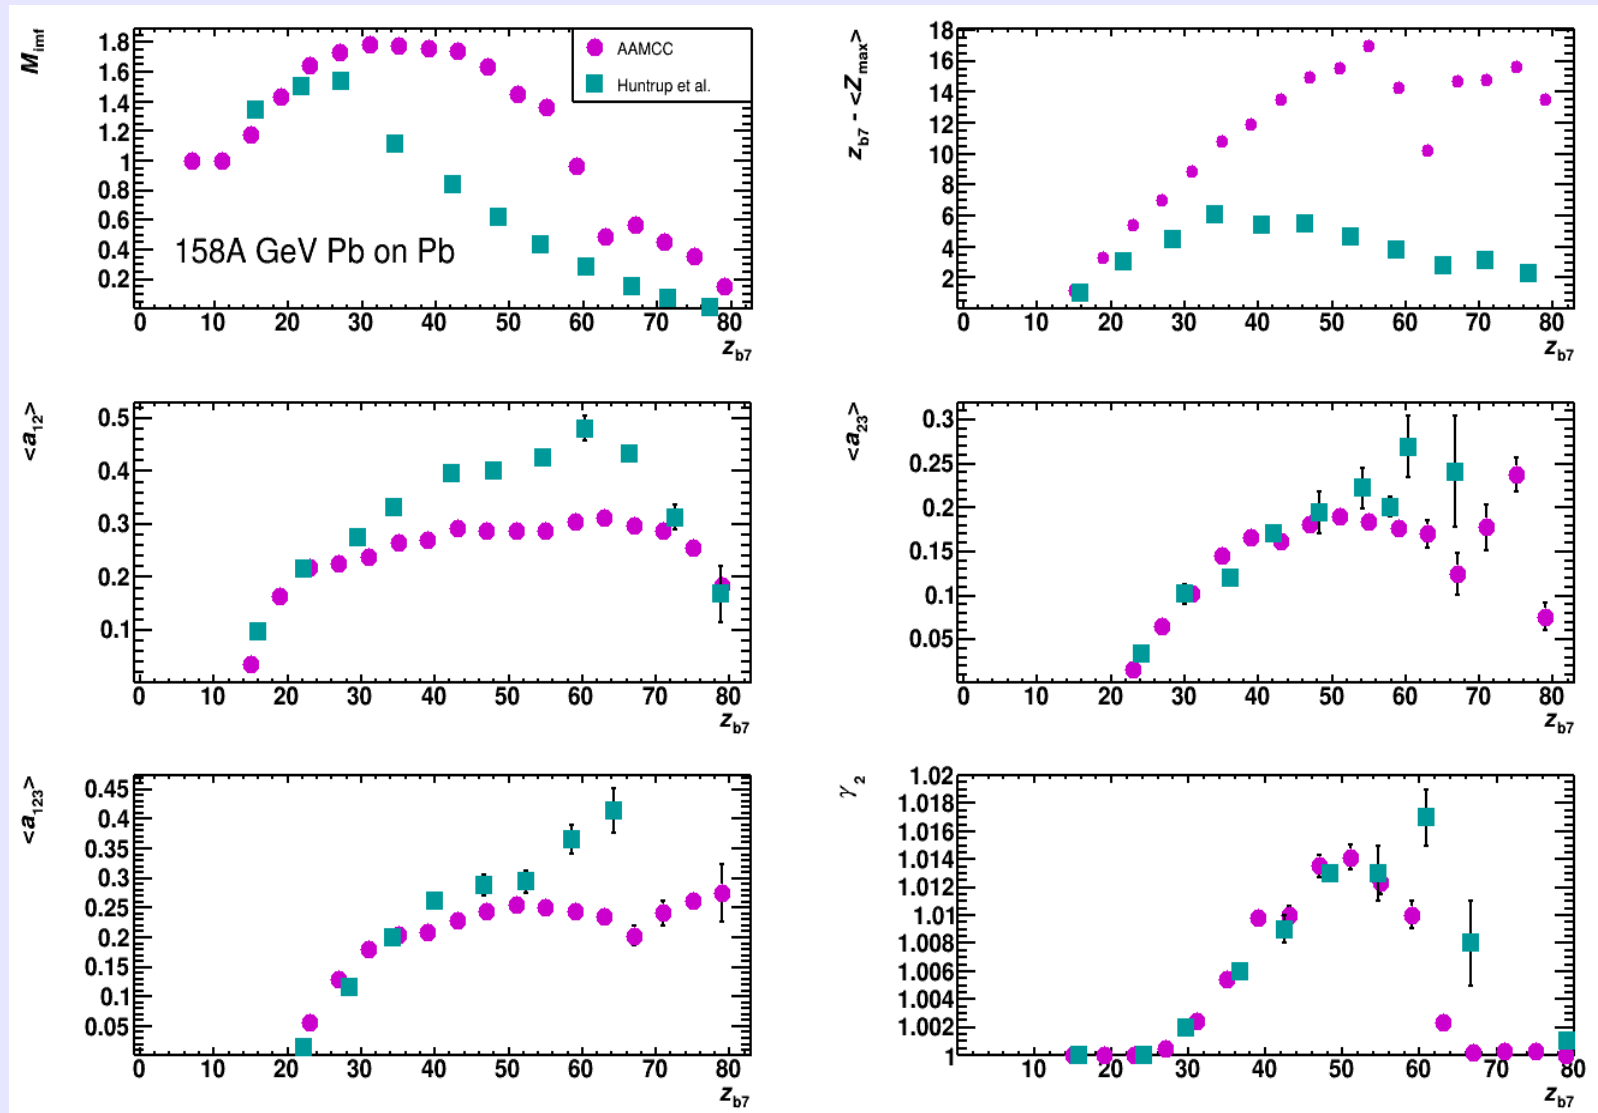 M_imf
1.8
1.6
1.4
1.2
1
0.8
0.6
0.4
0.2
AAMCC
Huntrup et al.
158A GeV Pb on Pb
0 10 20 30 40 50 60 70 80
z_b7
z_b7 - <Z_max>
18
16
14
12
10
8
6
4
2
0 10 20 30 40 50 60 70 80
z_b7
<a_12>
0.5
0.4
0.3
0.2
0.1
0 10 20 30 40 50 60 70 80
z_b7
<a_23>
0.3
0.25
0.2
0.15
0.1
0.05
0 10 20 30 40 50 60 70 80
z_b7
<a_123>
0.45
0.4
0.35
0.3
0.25
0.2
0.15
0.1
0.05
0 10 20 30 40 50 60 70 80
z_b7
γ_2
1.02
1.018
1.016
1.014
1.012
1.01
1.008
1.006
1.004
1.002
1
10 20 30 40 50 60 70 80
z_b7